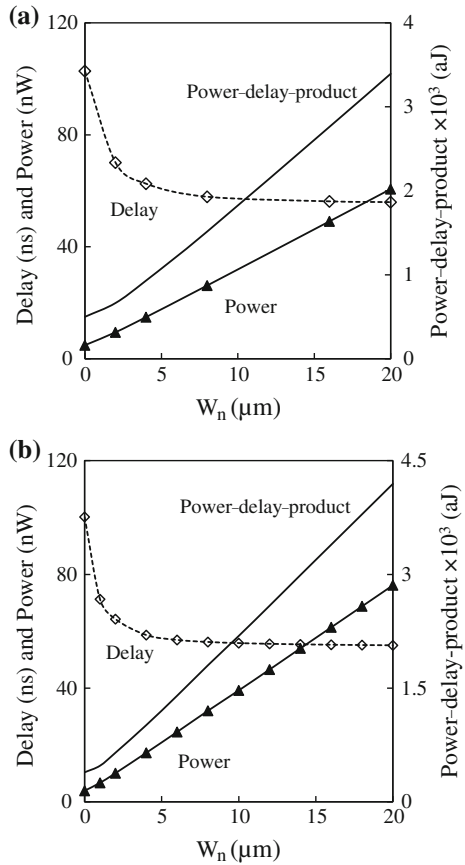 (a)
120
80
40
0
Delay (ns) and Power (nW)
4
3
2
1
0
Power-delay-product ×10³ (aJ)
Power-delay-product
Delay
Power
0 5 10 15 20
Wₙ (µm)
(b)
120
80
40
0
Delay (ns) and Power (nW)
4.5
3
1.5
0
Power-delay-product ×10³ (aJ)
Power-delay-product
Delay
Power
0 5 10 15 20
Wₙ (µm)